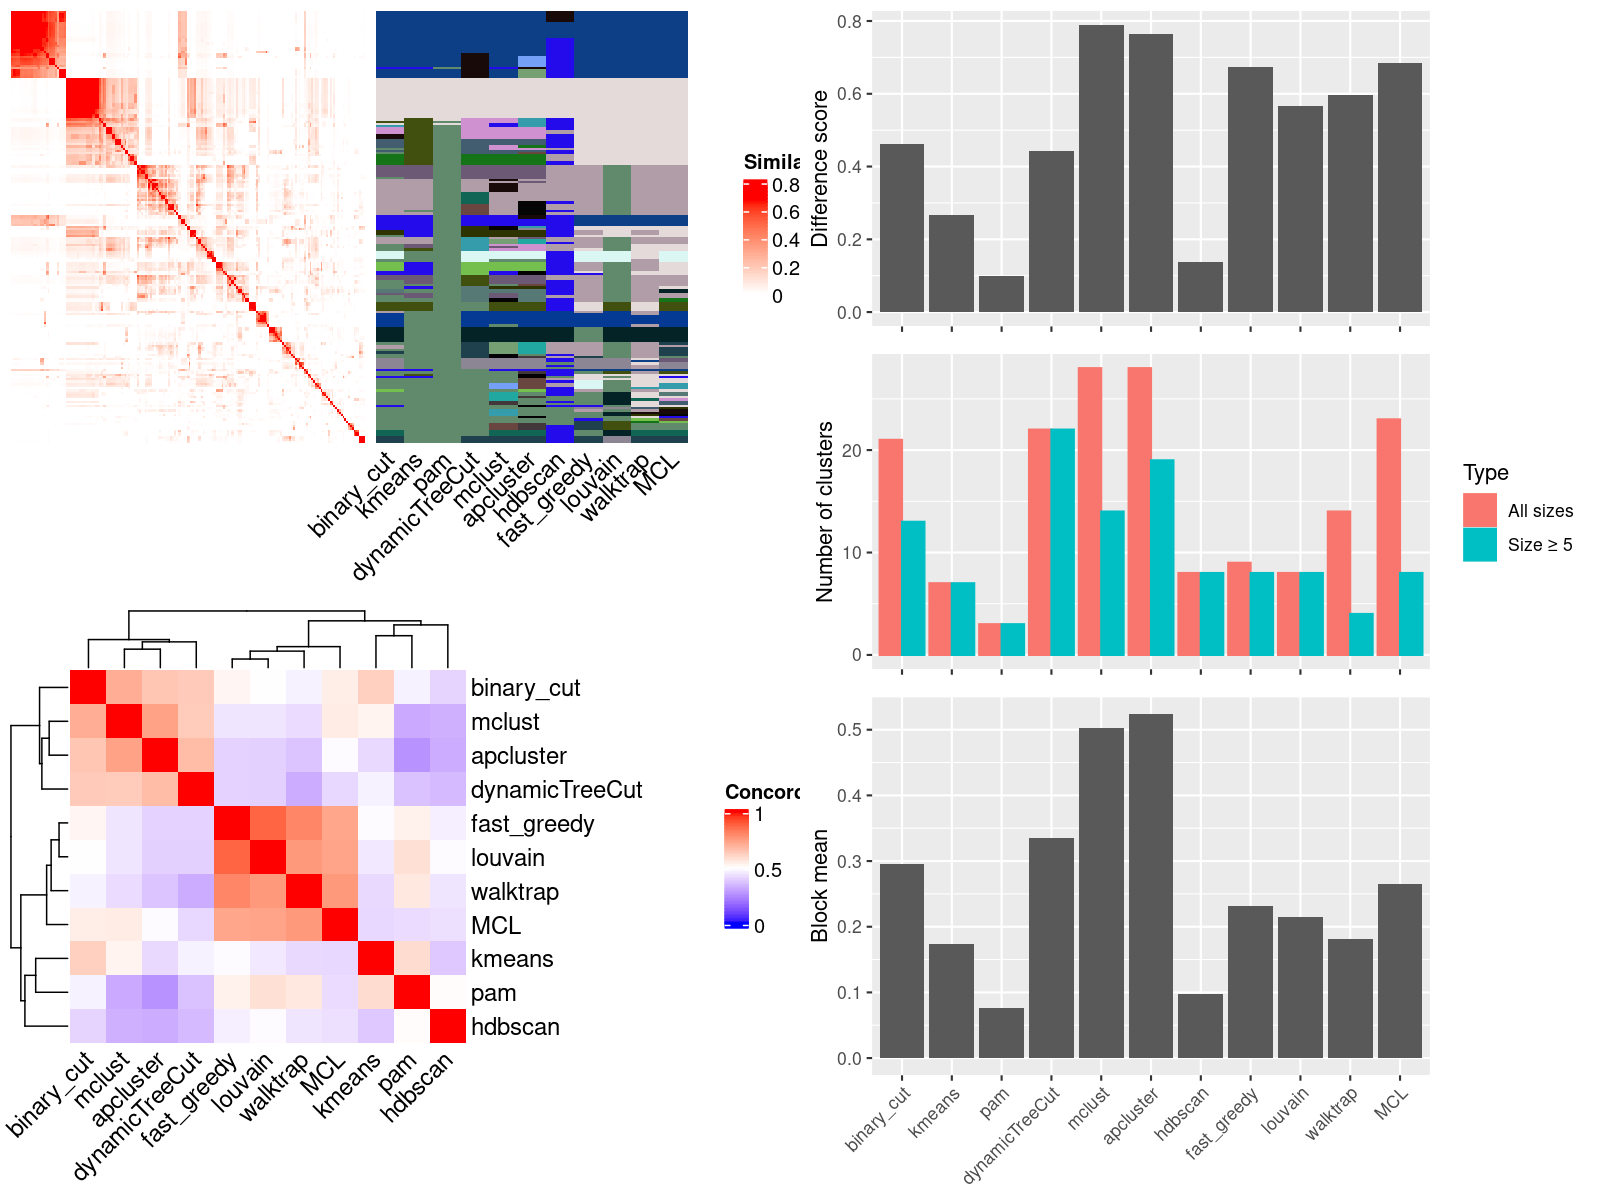 Simila
0.8
0.6
0.4
0.2
0
binary_cut
kmeans
pam
dynamicTreeCut
mclust
apcluster
hdbscan
fast_greedy
louvain
walktrap
MCL
Difference score
0.8
0.6
0.4
0.2
0.0
Number of clusters
20
10
0
Type
All sizes
Size ≥ 5
binary_cut
mclust
apcluster
dynamicTreeCut
fast_greedy
louvain
walktrap
MCL
kmeans
pam
hdbscan
binary_cut
mclust
apcluster
dynamicTreeCut
fast_greedy
louvain
walktrap
MCL
kmeans
pam
hdbscan
Concord
1
0.5
0
Block mean
0.5
0.4
0.3
0.2
0.1
0.0
binary_cut
kmeans
pam
dynamicTreeCut
mclust
apcluster
hdbscan
fast_greedy
louvain
walktrap
MCL